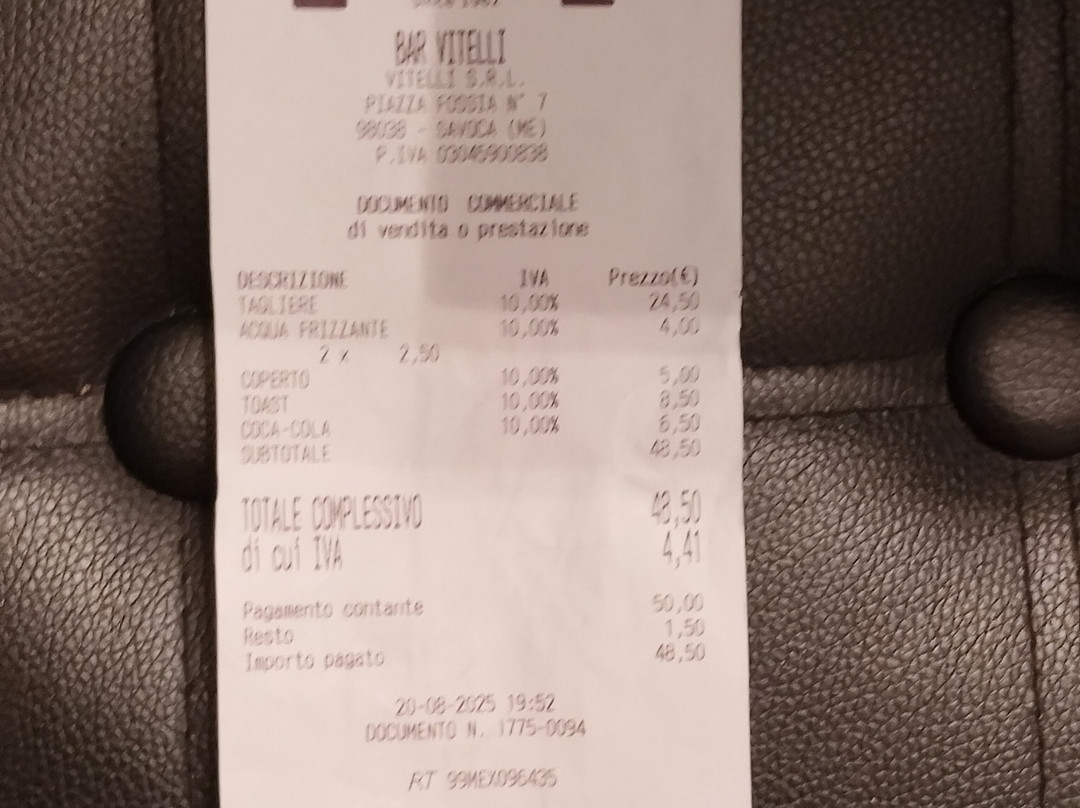 BAR VITELLI
VITELLI S.R.L.
PIAZZA FOSSIA N° 7
98038 - SAVOCA (ME)
P.IVA 03045900838
DOCUMENTO COMMERCIALE
di vendita o prestazione
DESCRIZIONE IVA Prezzo(€)
TAGLIERE 10,00% 24,50
ACQUA FRIZZANTE 10,00% 4,00
2 x 2,50
COPERTO 10,00% 5,00
TOAST 10,00% 8,50
COCA-COLA 10,00% 6,50
SUBTOTALE 48,50
TOTALE COMPLESSIVO 48,50
di cui IVA 4,41
Pagamento contante 50,00
Resto 1,50
Importo pagato 48,50
20-08-2025 19:52
DOCUMENTO N. 1775-0094
RT 99MEX096435